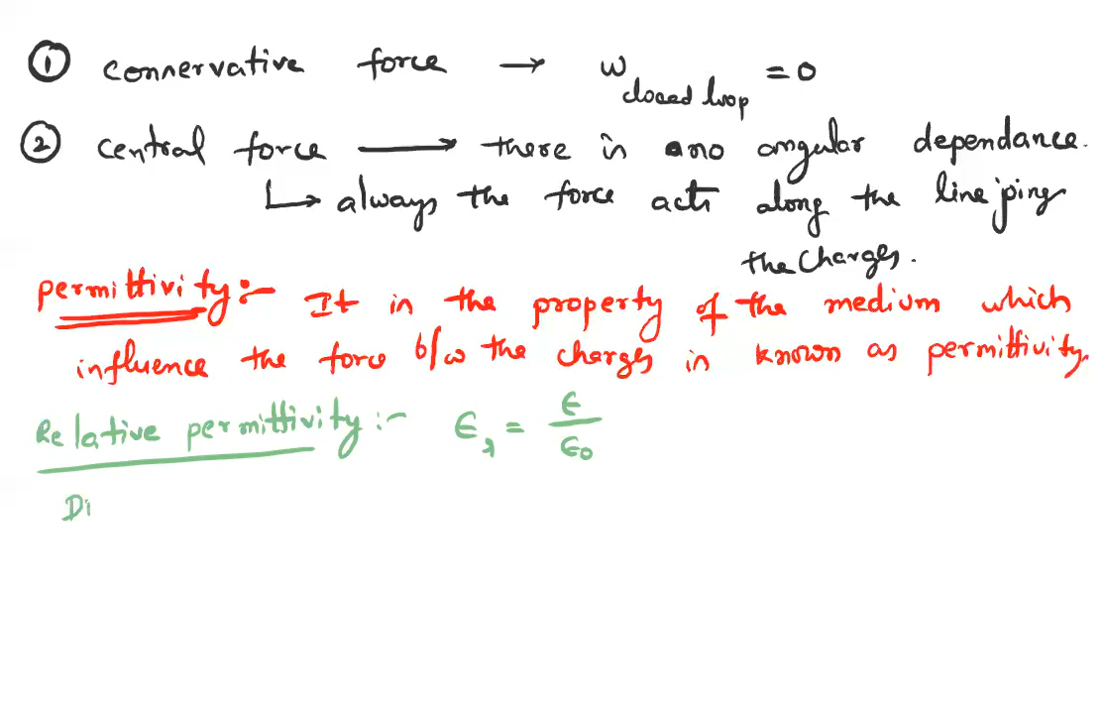 ① conservative force → W closed loop = 0
② central force → there is no angular dependance.
↳ always the force acts along the line j'ping
the charges.
permittivity :- It is the property of the medium which
influence the force b/w the charges is known as permittivity.
Relative permittivity :- ϵr = ϵ / ϵ0
Di